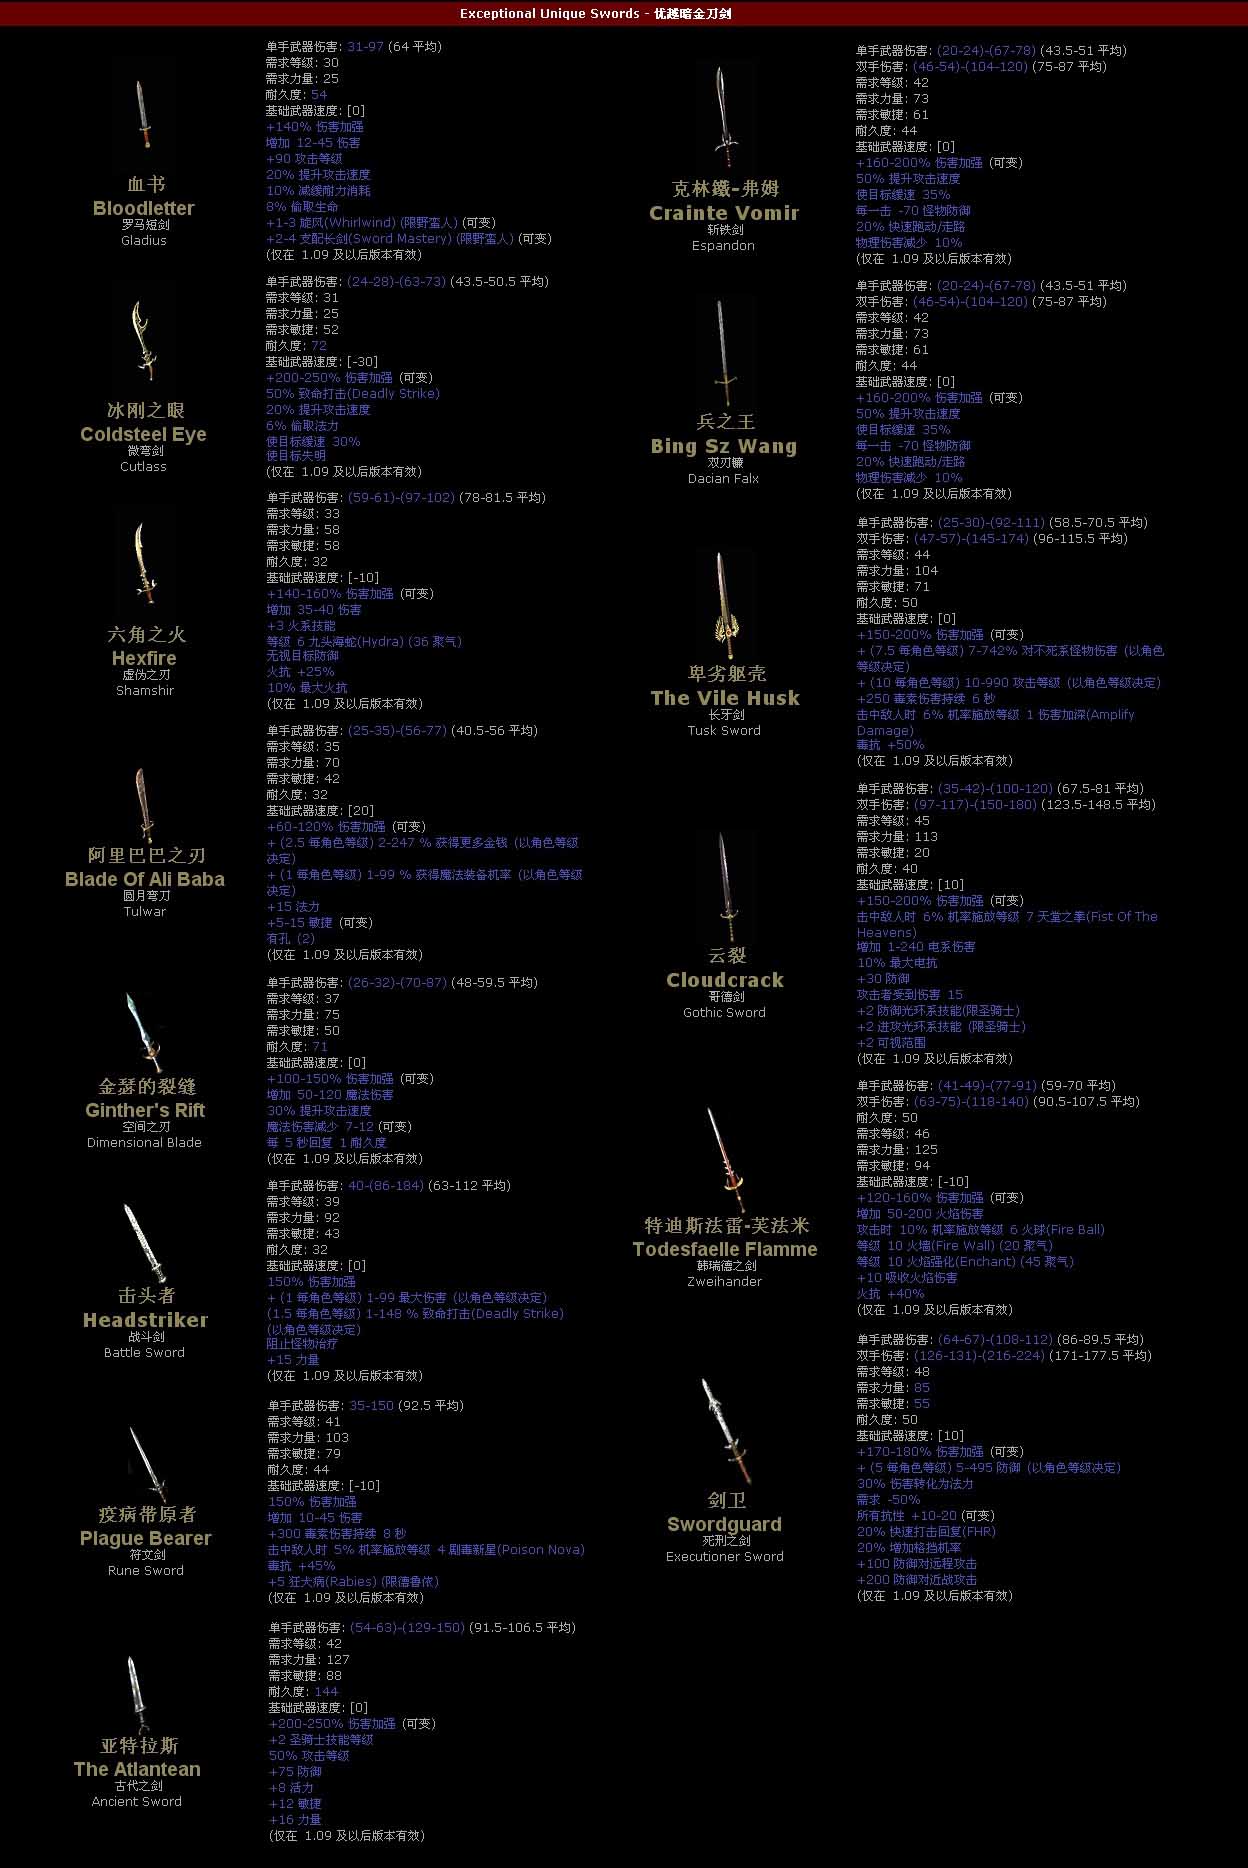 Exceptional Unique Swords - 优越暗金刀剑
血书
Bloodletter
罗马短剑
Gladius
单手武器伤害: 31-97 (64 平均)
需求等级: 30
需求力量: 25
耐久度: 54
基础武器速度: [0]
+140% 伤害加强
增加 12-45 伤害
+90 攻击等级
20% 提升攻击速度
10% 减缓耐力消耗
8% 偷取生命
+1-3 旋风(Whirlwind) (限野蛮人) (可变)
+2-4 支配长剑(Sword Mastery) (限野蛮人) (可变)
(仅在 1.09 及以后版本有效)
冰刚之眼
Coldsteel Eye
微弯剑
Cutlass
单手武器伤害: (24-28)-(63-73) (43.5-50.5 平均)
需求等级: 31
需求力量: 25
需求敏捷: 52
耐久度: 72
基础武器速度: [-30]
+200-250% 伤害加强 (可变)
50% 致命打击(Deadly Strike)
20% 提升攻击速度
6% 偷取法力
使目标缓速 30%
使目标失明
(仅在 1.09 及以后版本有效)
六角之火
Hexfire
虚伪之刃
Shamshir
单手武器伤害: (59-61)-(97-102) (78-81.5 平均)
需求等级: 33
需求力量: 58
需求敏捷: 58
耐久度: 32
基础武器速度: [-10]
+140-160% 伤害加强 (可变)
增加 35-40 伤害
+3 火系技能
等级 6 九头海蛇(Hydra) (36 聚气)
无视目标防御
火抗 +25%
10% 最大火抗
(仅在 1.09 及以后版本有效)
阿里巴巴之刃
Blade Of Ali Baba
圆月弯刀
Tulwar
单手武器伤害: (25-35)-(56-77) (40.5-56 平均)
需求等级: 35
需求力量: 70
需求敏捷: 42
耐久度: 32
基础武器速度: [20]
+60-120% 伤害加强 (可变)
+ (2.5 每角色等级) 2-247 % 获得更多金钱 (以角色等级
决定)
+ (1 每角色等级) 1-99 % 获得魔法装备机率 (以角色等级
决定)
+15 法力
+5-15 敏捷 (可变)
有孔 (2)
(仅在 1.09 及以后版本有效)
金瑟的裂缝
Ginther's Rift
空间之刃
Dimensional Blade
单手武器伤害: (26-32)-(70-87) (48-59.5 平均)
需求等级: 37
需求力量: 75
需求敏捷: 50
耐久度: 71
基础武器速度: [0]
+100-150% 伤害加强 (可变)
增加 50-120 魔法伤害
30% 提升攻击速度
魔法伤害减少 7-12 (可变)
每 5 秒回复 1 耐久度
(仅在 1.09 及以后版本有效)
击头者
Headstriker
战斗剑
Battle Sword
单手武器伤害: 40-(86-184) (63-112 平均)
需求等级: 39
需求力量: 92
需求敏捷: 43
耐久度: 32
基础武器速度: [0]
150% 伤害加强
+ (1 每角色等级) 1-99 最大伤害 (以角色等级决定)
(1.5 每角色等级) 1-148 % 致命打击(Deadly Strike)
(以角色等级决定)
阻止怪物治疗
+15 力量
(仅在 1.09 及以后版本有效)
疫病带原者
Plague Bearer
符文剑
Rune Sword
单手武器伤害: 35-150 (92.5 平均)
需求等级: 41
需求力量: 103
需求敏捷: 79
耐久度: 44
基础武器速度: [-10]
150% 伤害加强
增加 10-45 伤害
+300 毒素伤害持续 8 秒
击中敌人时 5% 机率施放等级 4 剧毒新星(Poison Nova)
毒抗 +45%
+5 狂犬病(Rabies) (限德鲁依)
(仅在 1.09 及以后版本有效)
亚特拉斯
The Atlantean
古代之剑
Ancient Sword
单手武器伤害: (54-63)-(129-150) (91.5-106.5 平均)
需求等级: 42
需求力量: 127
需求敏捷: 88
耐久度: 144
基础武器速度: [0]
+200-250% 伤害加强 (可变)
+2 圣骑士技能等级
50% 攻击等级
+75 防御
+8 活力
+12 敏捷
+16 力量
(仅在 1.09 及以后版本有效)
克林鐵-弗姆
Crainte Vomir
斩铁剑
Espandon
单手武器伤害: (20-24)-(67-78) (43.5-51 平均)
双手伤害: (46-54)-(104-120) (75-87 平均)
需求等级: 42
需求力量: 73
需求敏捷: 61
耐久度: 44
基础武器速度: [0]
+160-200% 伤害加强 (可变)
50% 提升攻击速度
使目标缓速 35%
每一击 -70 怪物防御
20% 快速跑动/走路
物理伤害减少 10%
(仅在 1.09 及以后版本有效)
兵之王
Bing Sz Wang
双刃镰
Dacian Falx
单手武器伤害: (20-24)-(67-78) (43.5-51 平均)
双手伤害: (46-54)-(104-120) (75-87 平均)
需求等级: 42
需求力量: 73
需求敏捷: 61
耐久度: 44
基础武器速度: [0]
+160-200% 伤害加强 (可变)
50% 提升攻击速度
使目标缓速 35%
每一击 -70 怪物防御
20% 快速跑动/走路
物理伤害减少 10%
(仅在 1.09 及以后版本有效)
卑劣躯壳
The Vile Husk
长牙剑
Tusk Sword
单手武器伤害: (25-30)-(92-111) (58.5-70.5 平均)
双手伤害: (47-57)-(145-174) (96-115.5 平均)
需求等级: 44
需求力量: 104
需求敏捷: 71
耐久度: 50
基础武器速度: [0]
+150-200% 伤害加强 (可变)
+ (7.5 每角色等级) 7-742% 对不死系怪物伤害 (以角色
等级决定)
+ (10 每角色等级) 10-990 攻击等级 (以角色等级决定)
+250 毒素伤害持续 6 秒
击中敌人时 6% 机率施放等级 1 伤害加深(Amplify
Damage)
毒抗 +50%
(仅在 1.09 及以后版本有效)
云裂
Cloudcrack
哥德剑
Gothic Sword
单手武器伤害: (35-42)-(100-120) (67.5-81 平均)
双手伤害: (97-117)-(150-180) (123.5-148.5 平均)
需求等级: 45
需求力量: 113
需求敏捷: 20
耐久度: 40
基础武器速度: [10]
+150-200% 伤害加强 (可变)
击中敌人时 6% 机率施放等级 7 天堂之拳(Fist Of The
Heavens)
增加 1-240 电系伤害
10% 最大电抗
+30 防御
攻击者受到伤害 15
+2 防御光环系技能(限圣骑士)
+2 进攻光环系技能 (限圣骑士)
+2 可视范围
(仅在 1.09 及以后版本有效)
特迪斯法雷-芙法米
Todesfaelle Flamme
韩瑞德之剑
Zweihander
单手武器伤害: (41-49)-(77-91) (59-70 平均)
双手伤害: (63-75)-(118-140) (90.5-107.5 平均)
耐久度: 50
需求等级: 46
需求力量: 125
需求敏捷: 94
基础武器速度: [-10]
+120-160% 伤害加强 (可变)
增加 50-200 火焰伤害
攻击时 10% 机率施放等级 6 火球(Fire Ball)
等级 10 火墙(Fire Wall) (20 聚气)
等级 10 火焰强化(Enchant) (45 聚气)
+10 吸收火焰伤害
火抗 +40%
(仅在 1.09 及以后版本有效)
剑卫
Swordguard
死刑之剑
Executioner Sword
单手武器伤害: (64-67)-(108-112) (86-89.5 平均)
双手伤害: (126-131)-(216-224) (171-177.5 平均)
需求等级: 48
需求力量: 85
需求敏捷: 55
耐久度: 50
基础武器速度: [10]
+170-180% 伤害加强 (可变)
+ (5 每角色等级) 5-495 防御 (以角色等级决定)
30% 伤害转化为法力
需求 -50%
所有抗性 +10-20 (可变)
20% 快速打击回复(FHR)
20% 增加格挡机率
+100 防御对远程攻击
+200 防御对近战攻击
(仅在 1.09 及以后版本有效)